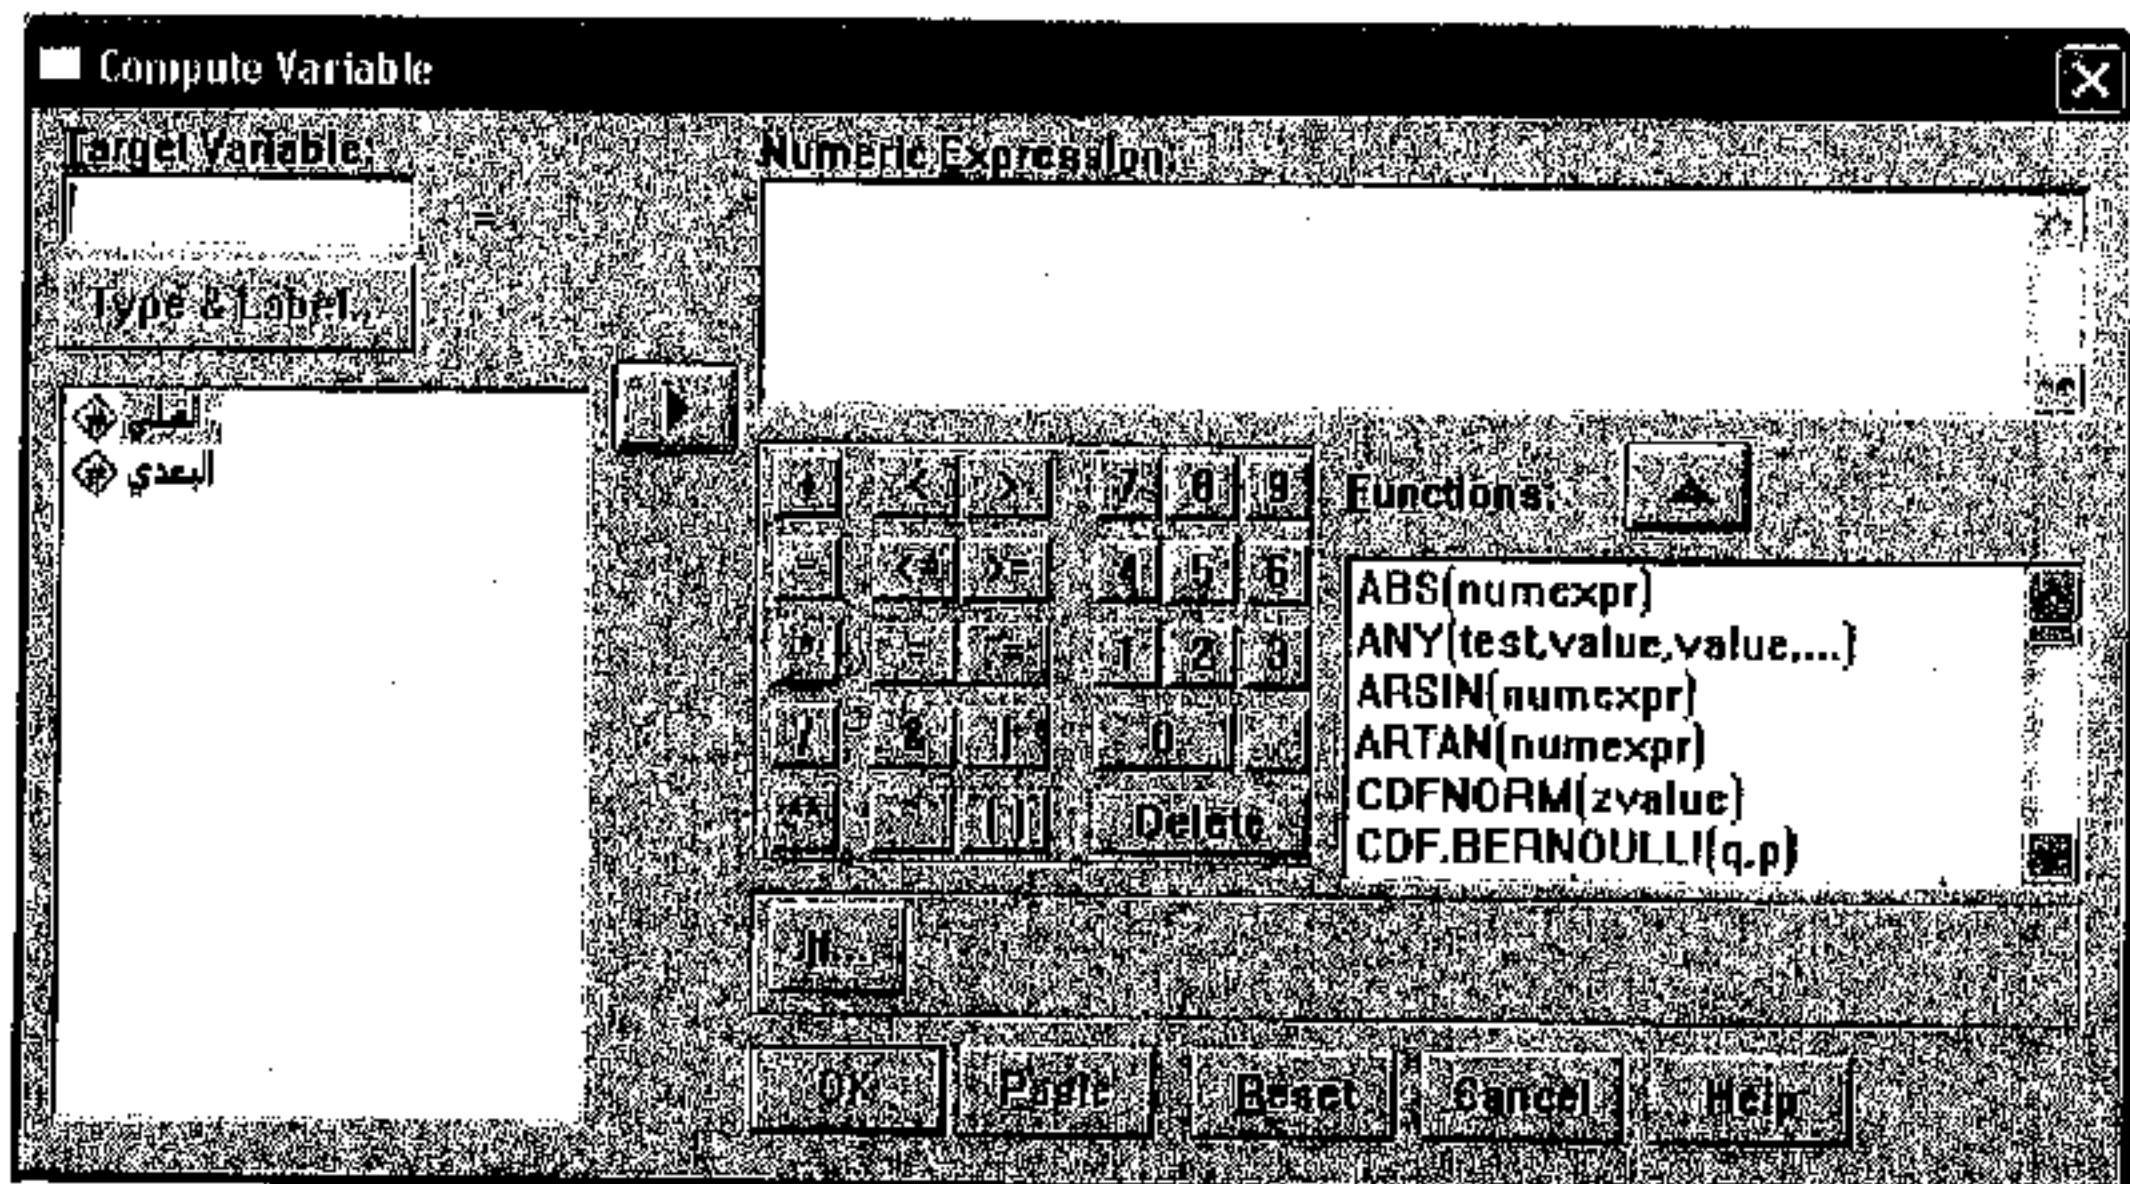 Compute Variable
Target Variable:
Numeric Expression:
=
Type & Label...
القبلي
البعدي
+ < > 7 8 9
Functions:
- <= >= 4 5 6
* = ~= 1 2 3
/ & | 0 .
** ~ () Delete
ABS(numexpr)
ANY(test,value,value,...)
ARSIN(numexpr)
ARTAN(numexpr)
CDFNORM(zvalue)
CDF.BERNOULLI(q,p)
If...
OK Paste Reset Cancel Help